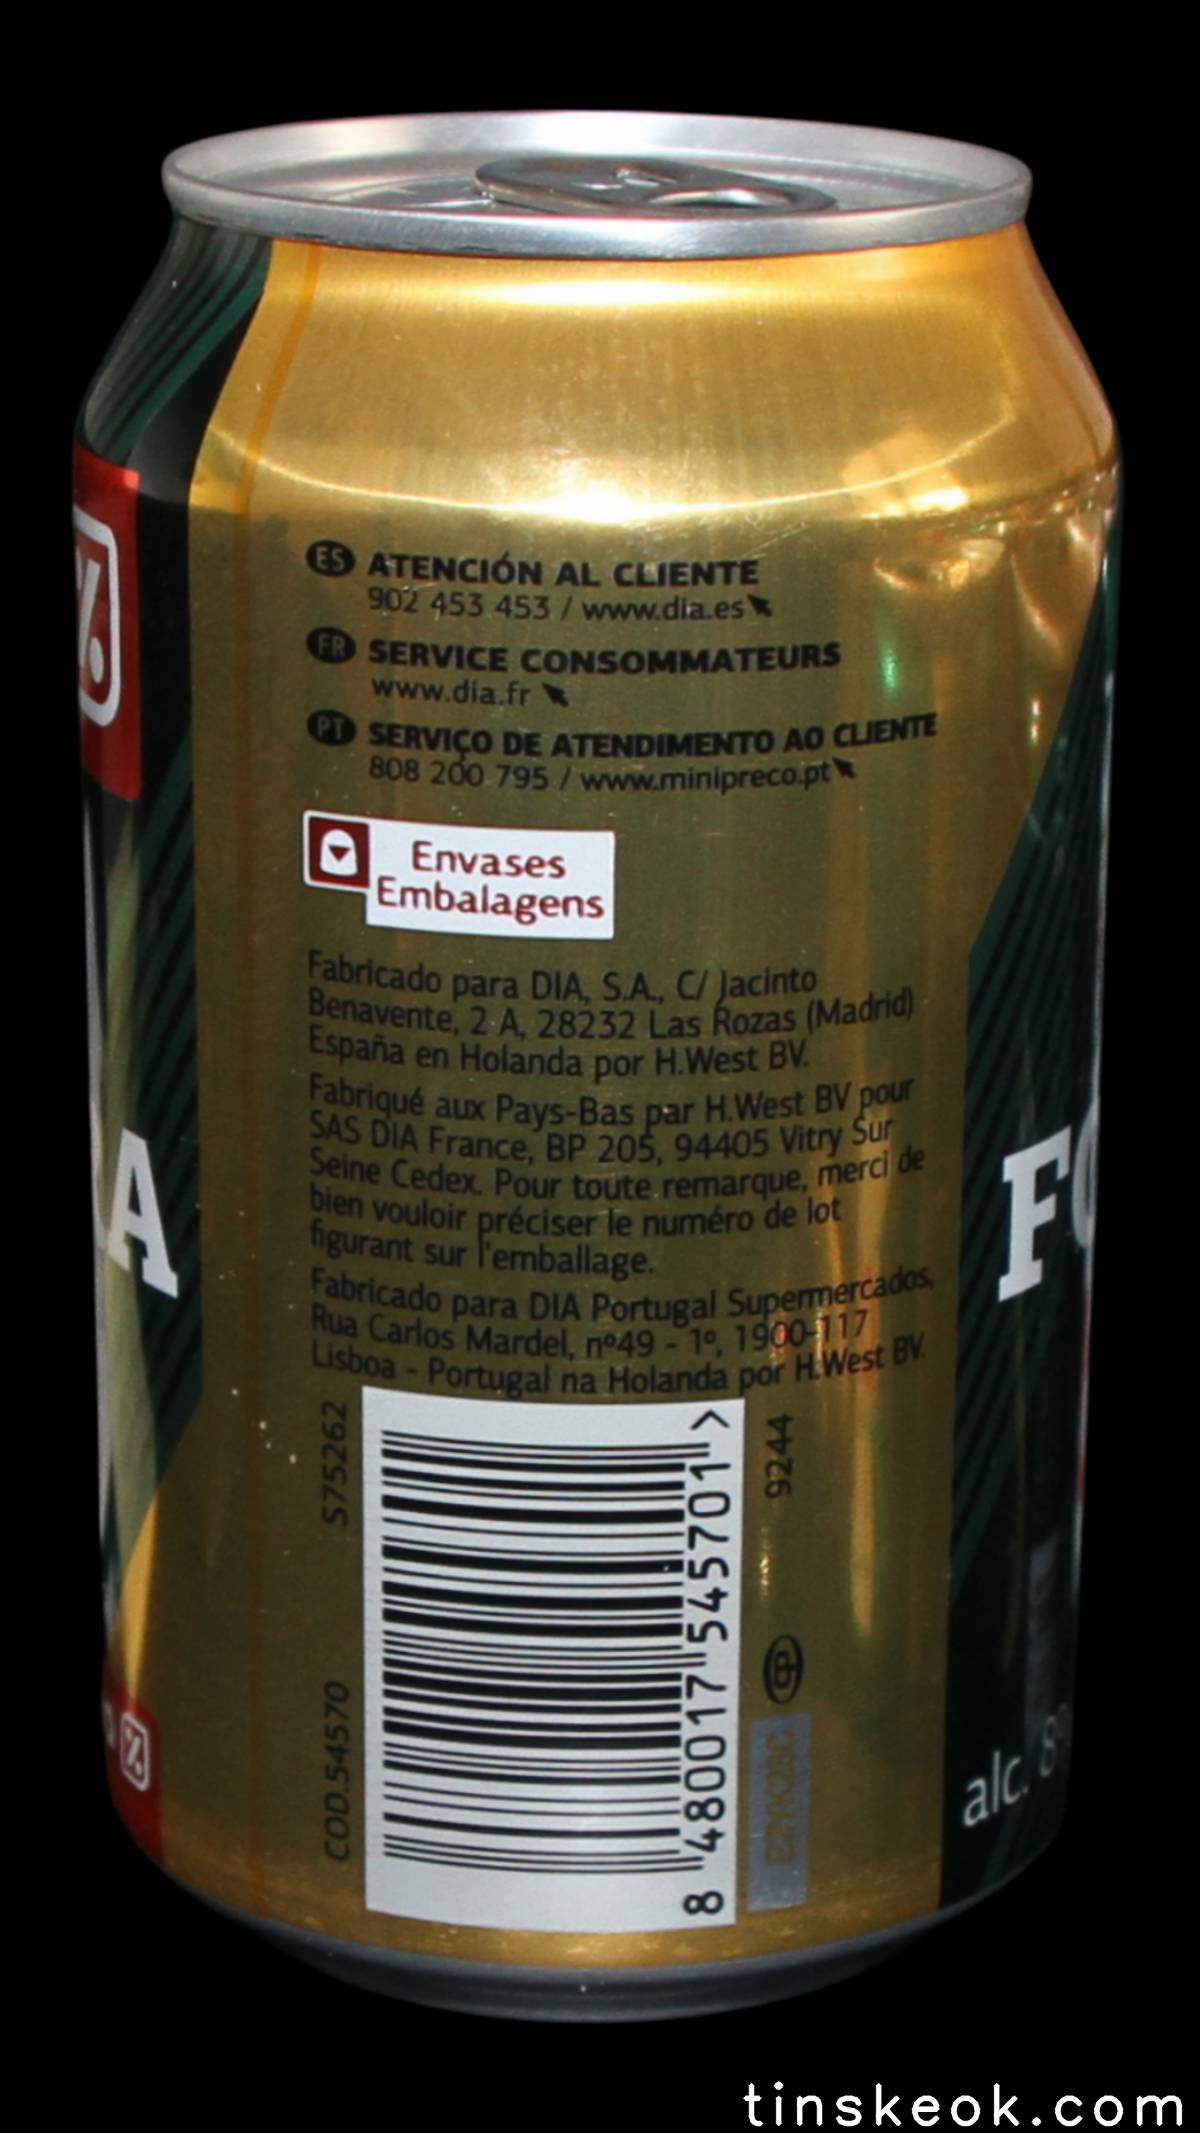 ES ATENCIÓN AL CLIENTE
902 453 453 / www.dia.es
FR SERVICE CONSOMMATEURS
www.dia.fr
PT SERVIÇO DE ATENDIMENTO AO CLIENTE
808 200 795 / www.minipreco.pt
Envases
Embalagens
Fabricado para DIA, S.A., C/ Jacinto
Benavente, 2 A, 28232 Las Rozas (Madrid)
España en Holanda por H.West BV.
Fabriqué aux Pays-Bas par H.West BV pour
SAS DIA France, BP 205, 94405 Vitry Sur
Seine Cedex. Pour toute remarque, merci de
bien vouloir préciser le numéro de lot
figurant sur l'emballage.
Fabricado para DIA Portugal Supermercados,
Rua Carlos Mardel, nº49 - 1º, 1900-117
Lisboa - Portugal na Holanda por H.West BV.
S75262
COD.54570
8 480017 545701 >
9244
%
A
%
alc.
tinskeok.com